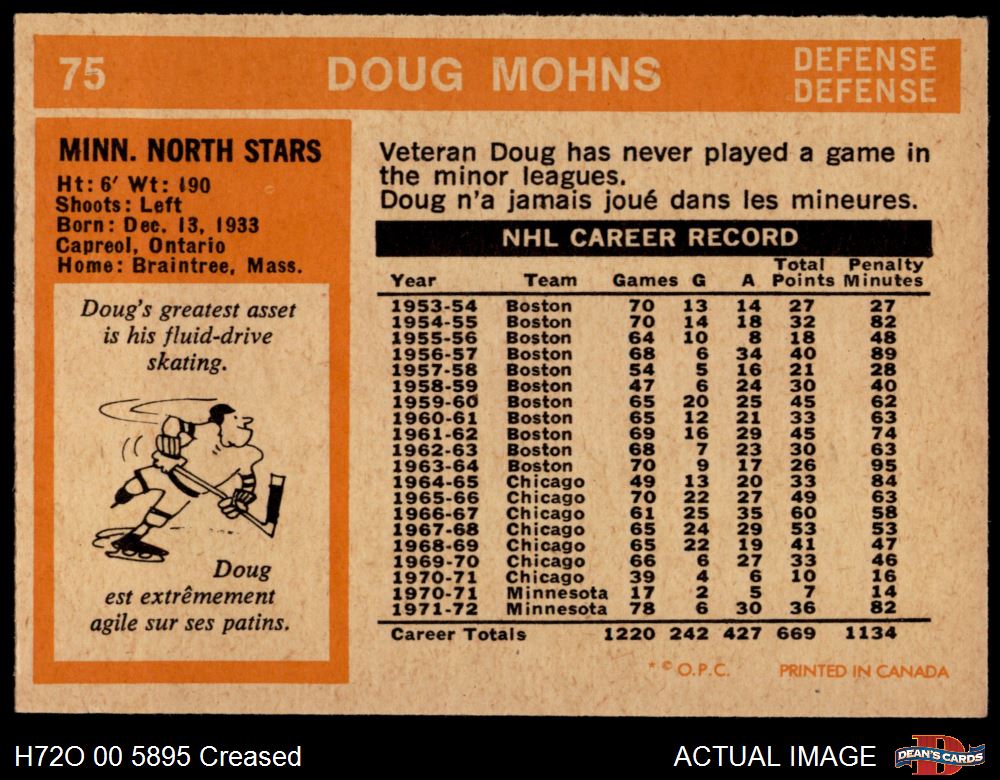 75 DOUG MOHNS DEFENSE
DEFENSE
MINN. NORTH STARS
Ht: 6' Wt: 190
Shoots: Left
Born: Dec. 13, 1933
Capreol, Ontario
Home: Braintree, Mass.
Doug's greatest asset
is his fluid-drive
skating.
Doug
est extrêmement
agile sur ses patins.
Veteran Doug has never played a game in
the minor leagues.
Doug n'a jamais joué dans les mineures.
NHL CAREER RECORD
Year Team Games G A Total Points Penalty Minutes
1953-54 Boston 70 13 14 27 27
1954-55 Boston 70 14 18 32 82
1955-56 Boston 64 10 8 18 48
1956-57 Boston 68 6 34 40 89
1957-58 Boston 54 5 16 21 28
1958-59 Boston 47 6 24 30 40
1959-60 Boston 65 20 25 45 62
1960-61 Boston 65 12 21 33 63
1961-62 Boston 69 16 29 45 74
1962-63 Boston 68 7 23 30 63
1963-64 Boston 70 9 17 26 95
1964-65 Chicago 49 13 20 33 84
1965-66 Chicago 70 22 27 49 63
1966-67 Chicago 61 25 35 60 58
1967-68 Chicago 65 24 29 53 53
1968-69 Chicago 65 22 19 41 47
1969-70 Chicago 66 6 27 33 46
1970-71 Chicago 39 4 6 10 16
1970-71 Minnesota 17 2 5 7 14
1971-72 Minnesota 78 6 30 36 82
Career Totals 1220 242 427 669 1134
* © O.P.C. PRINTED IN CANADA
H72O 00 5895 Creased ACTUAL IMAGE DEAN'S CARDS